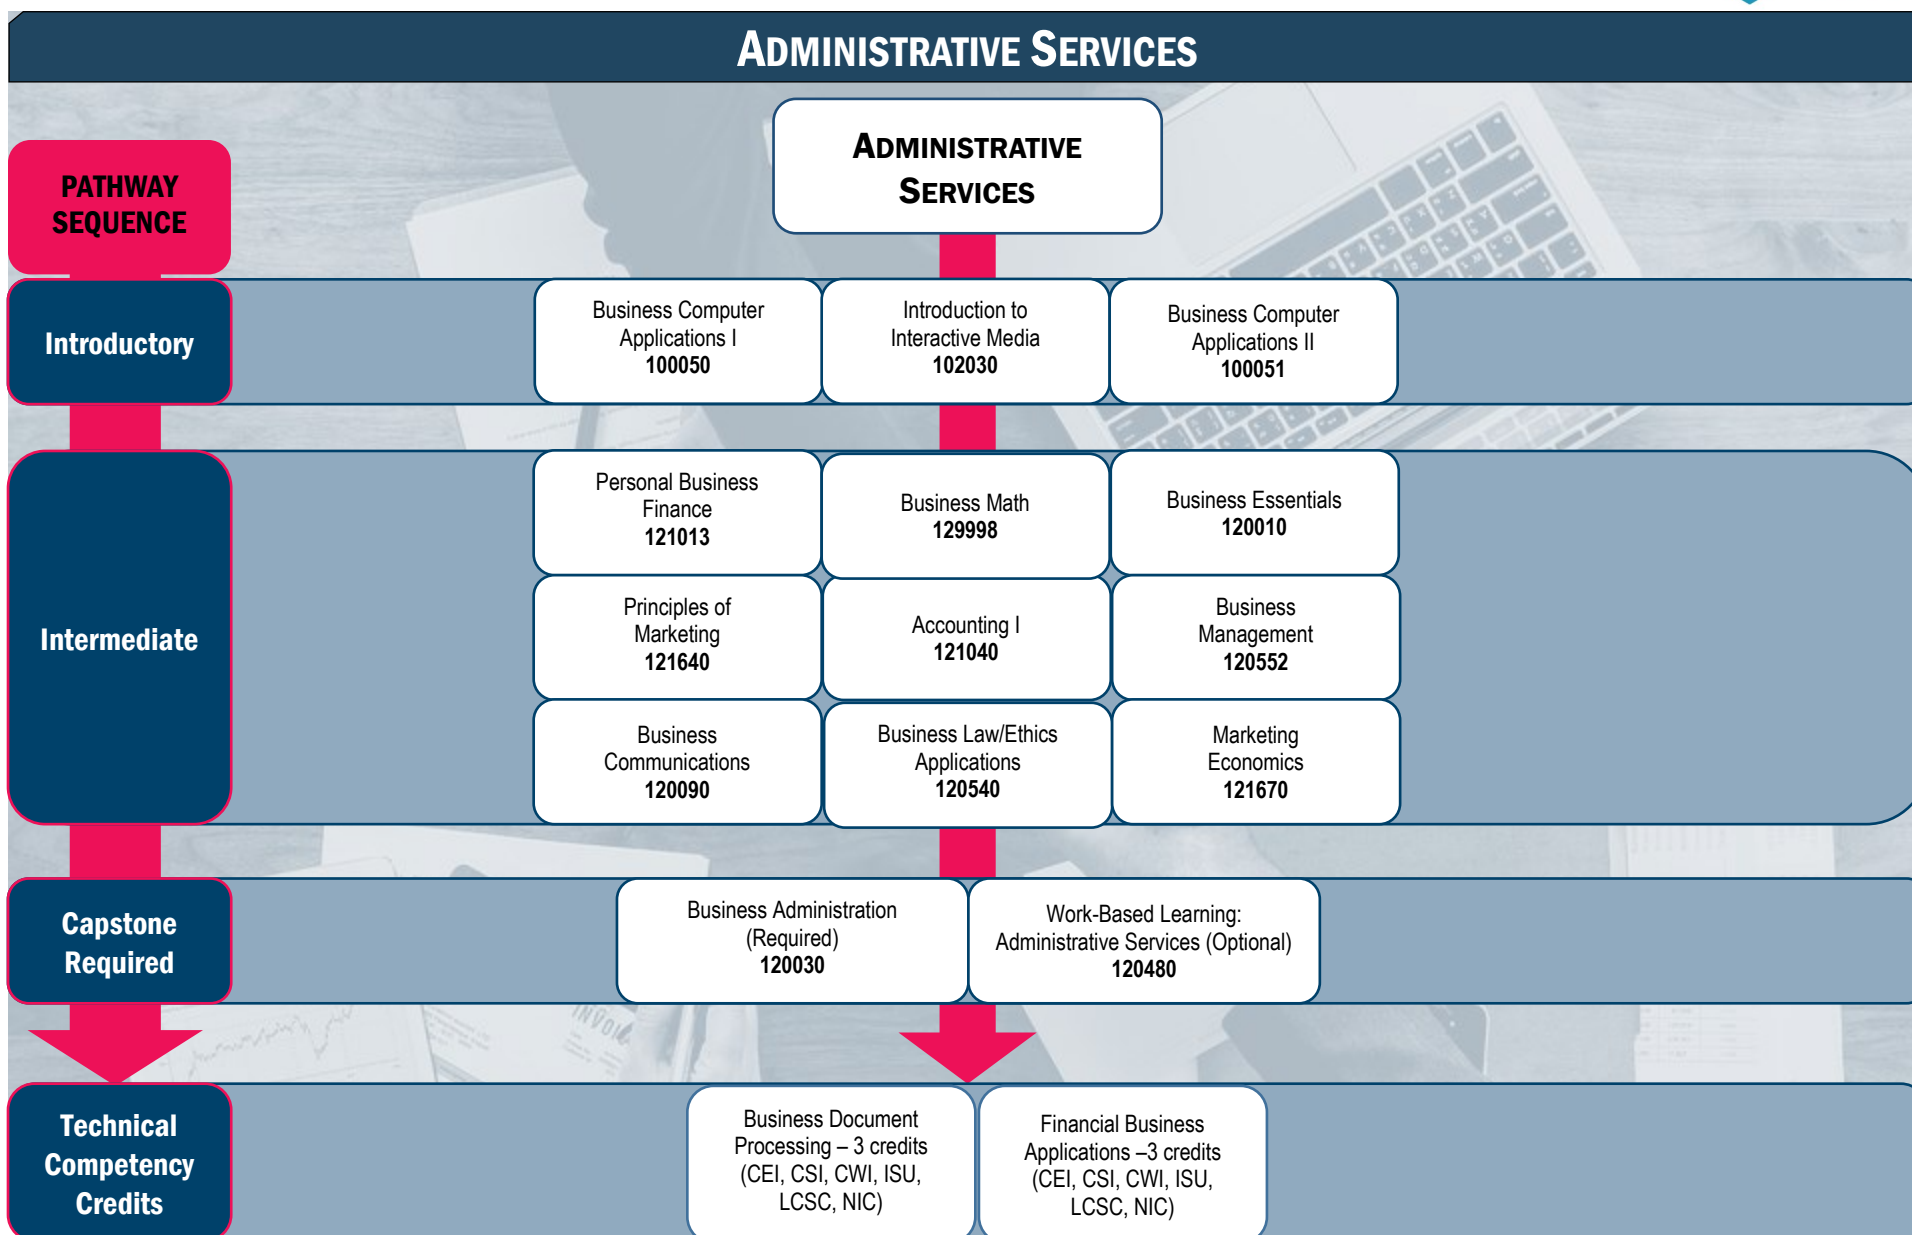 ADMINISTRATIVE SERVICES
ADMINISTRATIVE
SERVICES
PATHWAY
SEQUENCE
Introductory
Business Computer
Applications I
100050
Introduction to
Interactive Media
102030
Business Computer
Applications II
100051
Intermediate
Personal Business
Finance
121013
Business Math
129998
Business Essentials
120010
Principles of
Marketing
121640
Accounting I
121040
Business
Management
120552
Business
Communications
120090
Business Law/Ethics
Applications
120540
Marketing
Economics
121670
Capstone
Required
Business Administration
(Required)
120030
Work-Based Learning:
Administrative Services (Optional)
120480
Technical
Competency
Credits
Business Document
Processing – 3 credits
(CEI, CSI, CWI, ISU,
LCSC, NIC)
Financial Business
Applications –3 credits
(CEI, CSI, CWI, ISU,
LCSC, NIC)